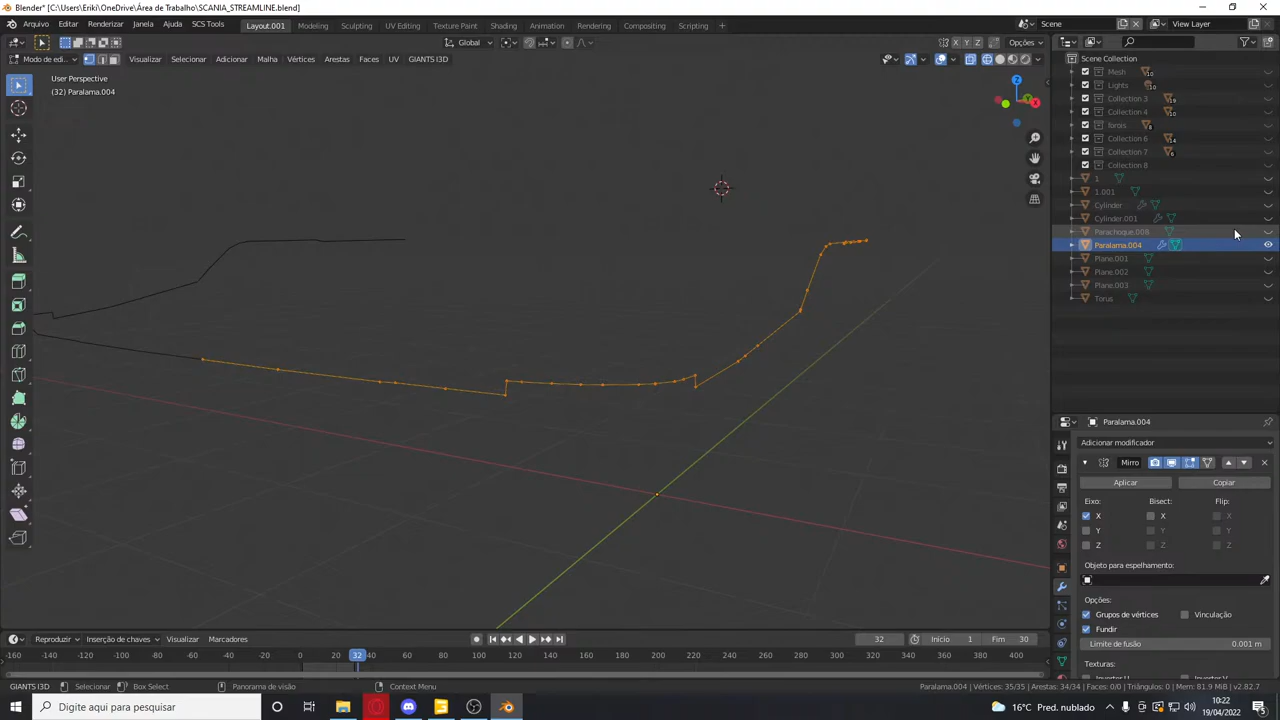 Blender* [C:\Users\Eriki\OneDrive\Área de Trabalho\SCANIA_STREAMLINE.blend]
Arquivo Editar Renderizar Janela Ajuda SCS Tools Layout.001 Modeling Sculpting UV Editing Texture Paint Shading Animation Rendering Compositing Scripting Scene View Layer
Global X Y Z Opções
Modo de edi... Visualizar Selecionar Adicionar Malha Vértices Arestas Faces UV GIANTS I3D
User Perspective
(32) Paralama.004
Z
X
Scene Collection
Mesh 10
Lights 10
Collection 3 19
Collection 4 10
farois 8
Collection 6 14
Collection 7 6
Collection 8
1
1.001
Cylinder
Cylinder.001
Parachoque.008
Paralama.004
Plane.001
Plane.002
Plane.003
Torus
Paralama.004
Adicionar modificador
Mirro
Aplicar Copiar
Eixo: Bisect: Flip:
X X X
Y Y Y
Z Z Z
Objeto para espelhamento:
Opções:
Grupos de vértices Vinculação
Fundir
Limite de fusão 0.001 m
Texturas:
Reproduzir Inserção de chaves Visualizar Marcadores 32 Início 1 Fim 30
-160 -140 -120 -100 -80 -60 -40 -20 0 20 32 40 60 80 100 120 140 160 180 200 220 240 260 280 300 320 340 360 380 400
GIANTS I3D Selecionar Box Select Panorama de visão Context Menu Paralama.004 | Vértices: 35/35 | Arestas: 34/34 | Faces: 0/0 | Triângulos: 0 | Mem: 81.9 MiB | v2.82.7
Digite aqui para pesquisar 16°C Pred. nublado 10:22
19/04/2022